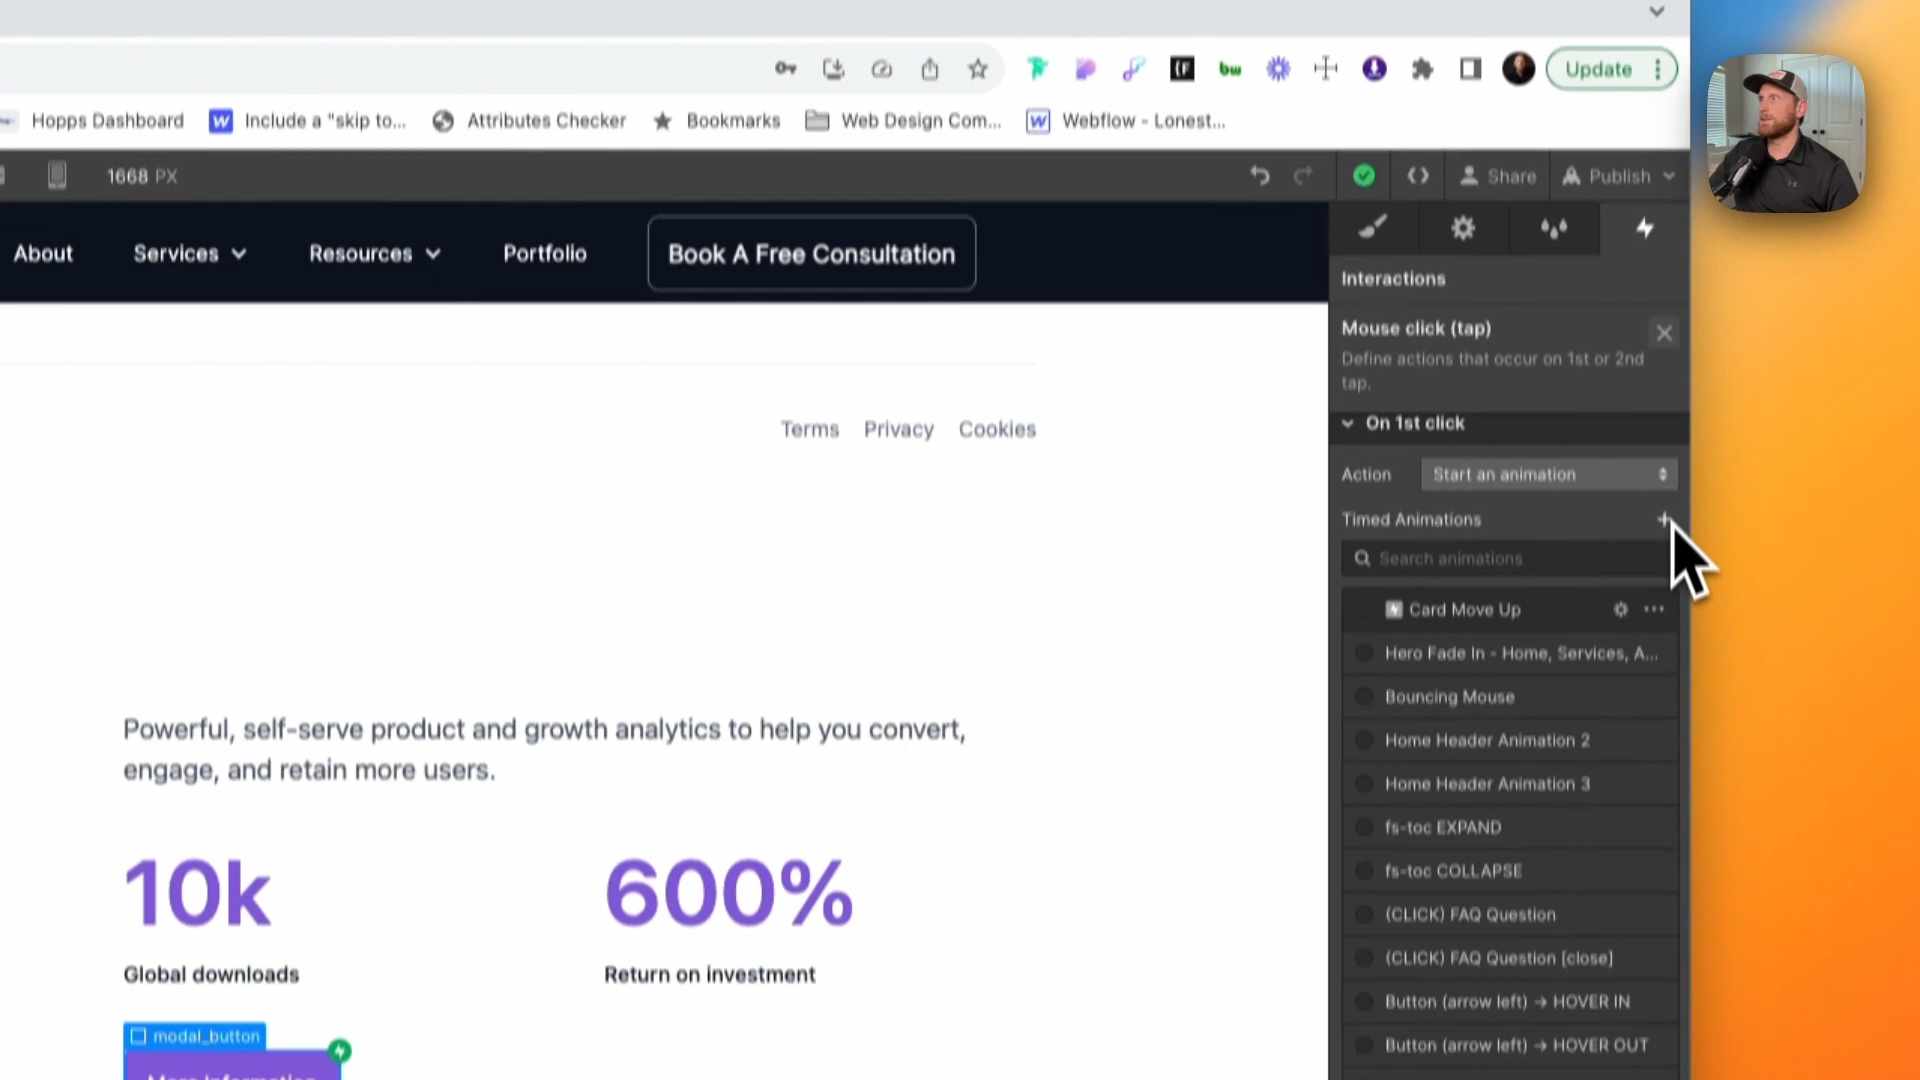 Update
Hopps Dashboard
Include a "skip to...
Attributes Checker
Bookmarks
Web Design Com...
Webflow - Lonest...
1668 PX
Share
Publish
About
Services
Resources
Portfolio
Book A Free Consultation
Interactions
Mouse click (tap)
Define actions that occur on 1st or 2nd
tap.
On 1st click
Terms
Privacy
Cookies
Action
Start an animation
Timed Animations
Search animations
Card Move Up
Hero Fade In - Home, Services, A...
Bouncing Mouse
Home Header Animation 2
Home Header Animation 3
fs-toc EXPAND
fs-toc COLLAPSE
(CLICK) FAQ Question
(CLICK) FAQ Question [close]
Button (arrow left) → HOVER IN
Button (arrow left) → HOVER OUT
Powerful, self-serve product and growth analytics to help you convert,
engage, and retain more users.
10k
600%
Global downloads
Return on investment
modal_button
More Information